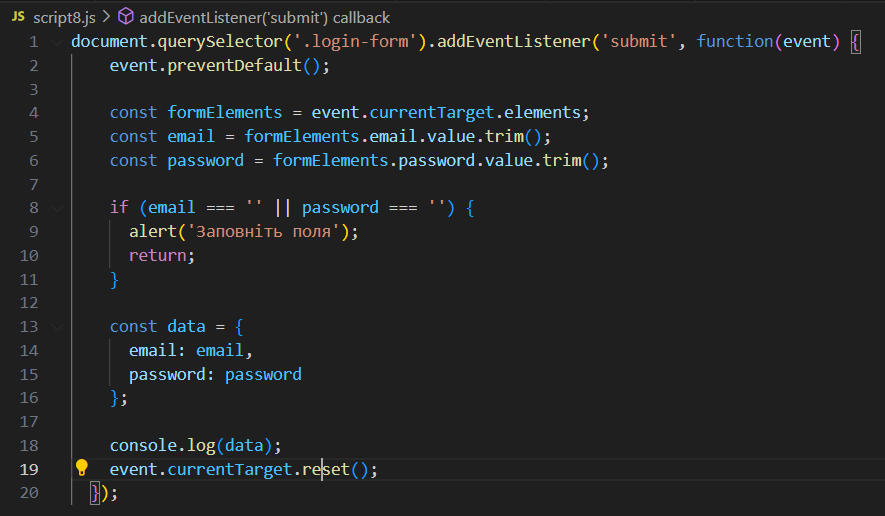 JS script8.js > addEventListener('submit') callback
1 document.querySelector('.login-form').addEventListener('submit', function(event) {
2 event.preventDefault();
3
4 const formElements = event.currentTarget.elements;
5 const email = formElements.email.value.trim();
6 const password = formElements.password.value.trim();
7
8 if (email === '' || password === '') {
9 alert('Заповніть поля');
10 return;
11 }
12
13 const data = {
14 email: email,
15 password: password
16 };
17
18 console.log(data);
19 event.currentTarget.reset();
20 });